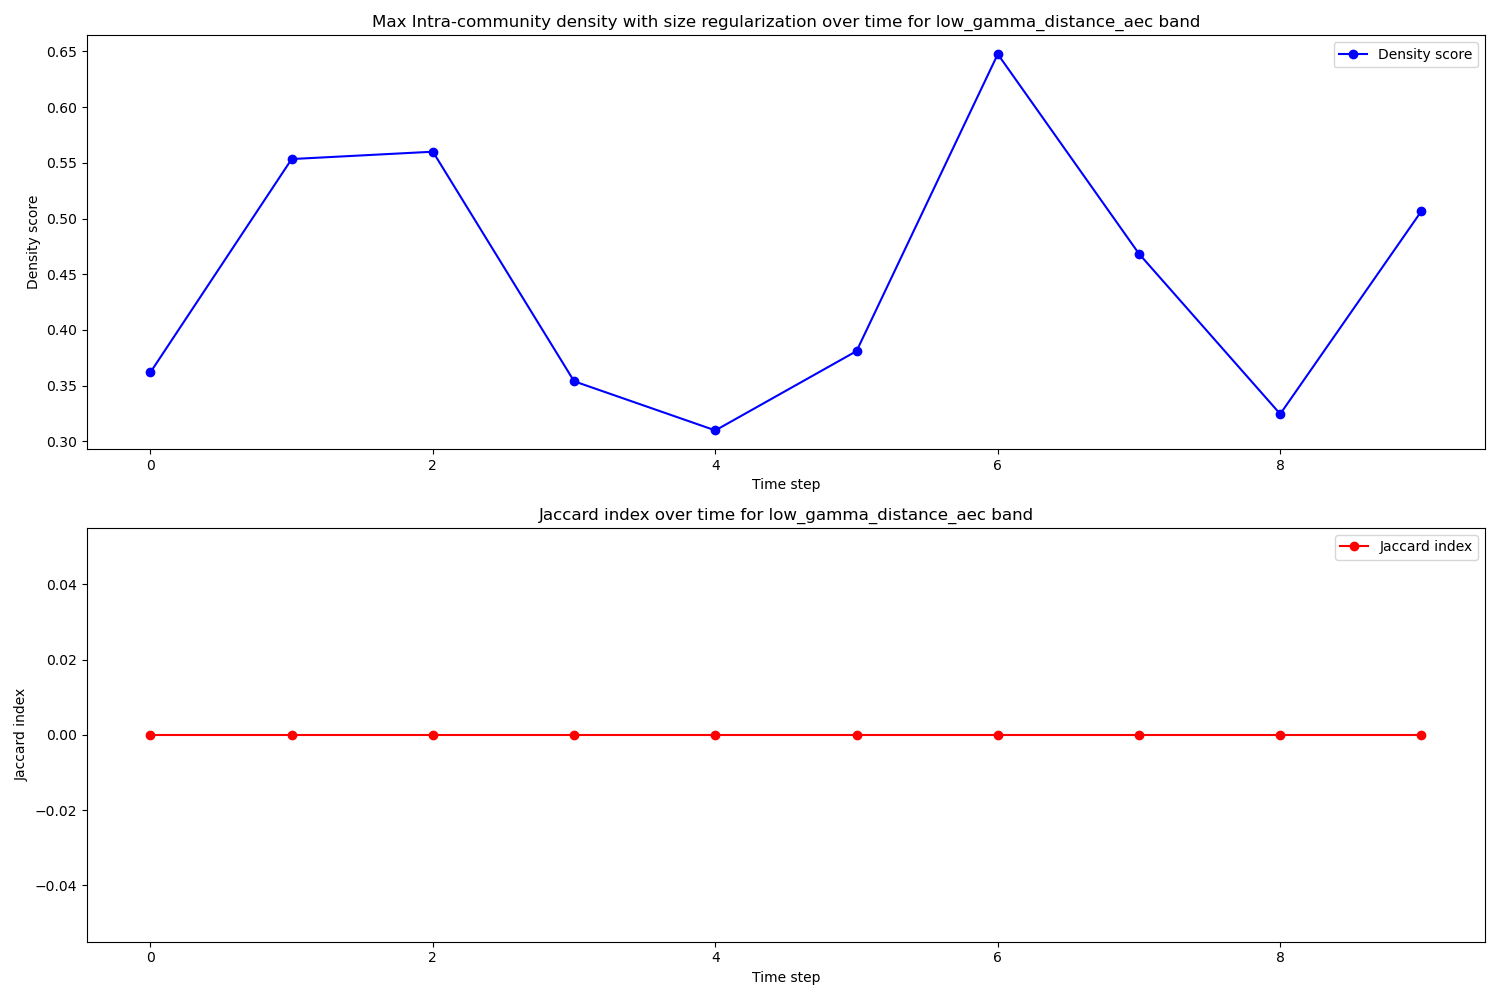 Max Intra-community density with size regularization over time for low_gamma_distance_aec band
Density score
0.65
0.60
0.55
0.50
0.45
0.40
0.35
0.30
Density score
0 2 4 6 8
Time step
Jaccard index over time for low_gamma_distance_aec band
Jaccard index
0.04
0.02
0.00
−0.02
−0.04
Jaccard index
0 2 4 6 8
Time step